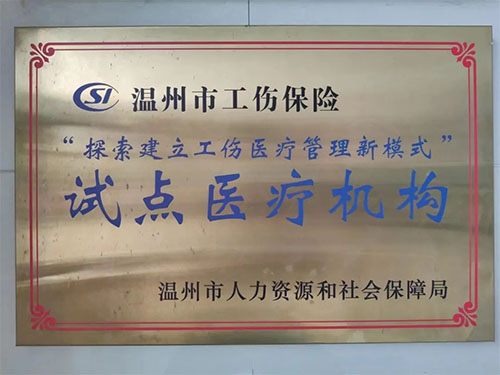 CSI 温州市工伤保险
“探索建立工伤医疗管理新模式”
试点医疗机构
温州市人力资源和社会保障局